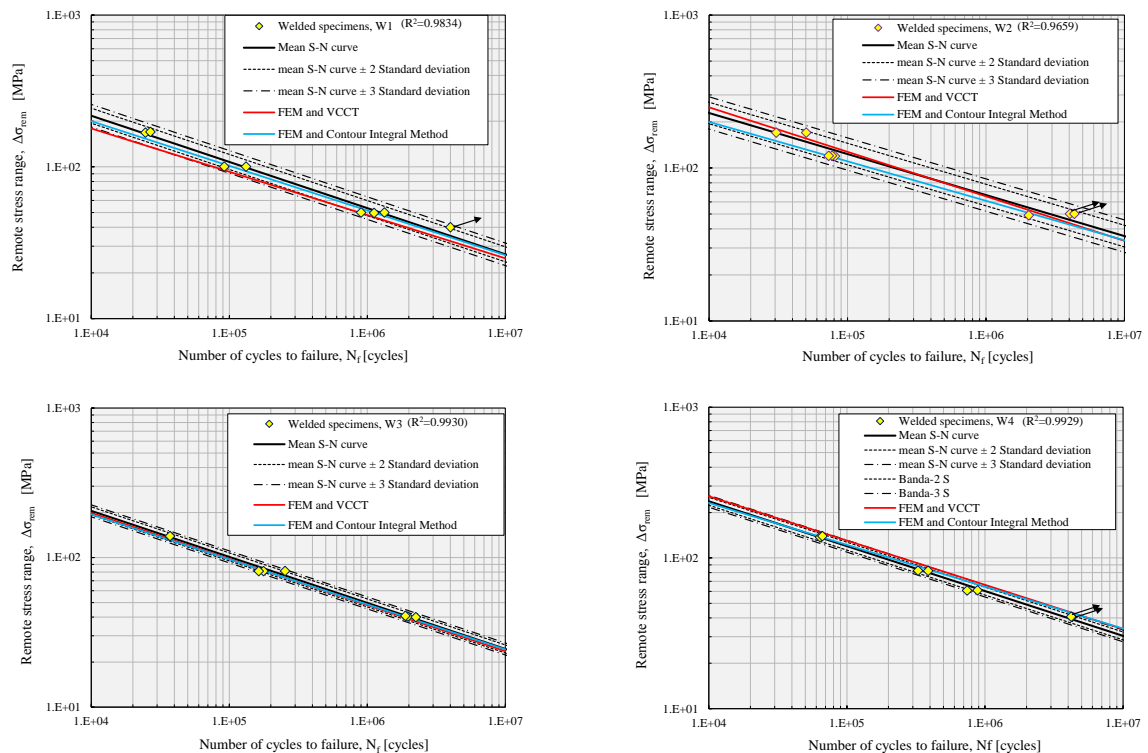 1.E+03
Welded specimens, W1 (R²=0.9834)
Mean S-N curve
mean S-N curve ± 2 Standard deviation
mean S-N curve ± 3 Standard deviation
FEM and VCCT
FEM and Contour Integral Method
1.E+02
1.E+01
Remote stress range, Δσrem [MPa]
1.E+04 1.E+05 1.E+06 1.E+07
Number of cycles to failure, Nf [cycles]
1.E+03
Welded specimens, W2 (R²=0.9659)
Mean S-N curve
mean S-N curve ± 2 Standard deviation
mean S-N curve ± 3 Standard deviation
FEM and VCCT
FEM and Contour Integral Method
1.E+02
1.E+01
Remote stress range, Δσrem [MPa]
1.E+04 1.E+05 1.E+06 1.E+07
Number of cycles to failure, Nf [cycles]
1.E+03
Welded specimens, W3 (R²=0.9930)
Mean S-N curve
mean S-N curve ± 2 Standard deviation
mean S-N curve ± 3 Standard deviation
FEM and VCCT
FEM and Contour Integral Method
1.E+02
1.E+01
Remote stress range, Δσrem [MPa]
1.E+04 1.E+05 1.E+06 1.E+07
Number of cycles to failure, Nf [cycles]
1.E+03
Welded specimens, W4 (R²=0.9929)
Mean S-N curve
mean S-N curve ± 2 Standard deviation
mean S-N curve ± 3 Standard deviation
Banda-2 S
Banda-3 S
FEM and VCCT
FEM and Contour Integral Method
1.E+02
1.E+01
Remote stress range, Δσrem [MPa]
1.E+04 1.E+05 1.E+06 1.E+07
Number of cycles to failure, Nf [cycles]